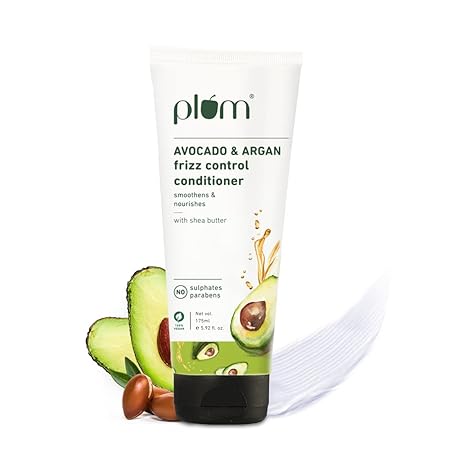 plum®
AVOCADO & ARGAN
frizz control
conditioner
smoothens &
nourishes
with shea butter
NO sulphates
parabens
100%
VEGAN
Net vol.
175ml
e 5.92 fl. oz.